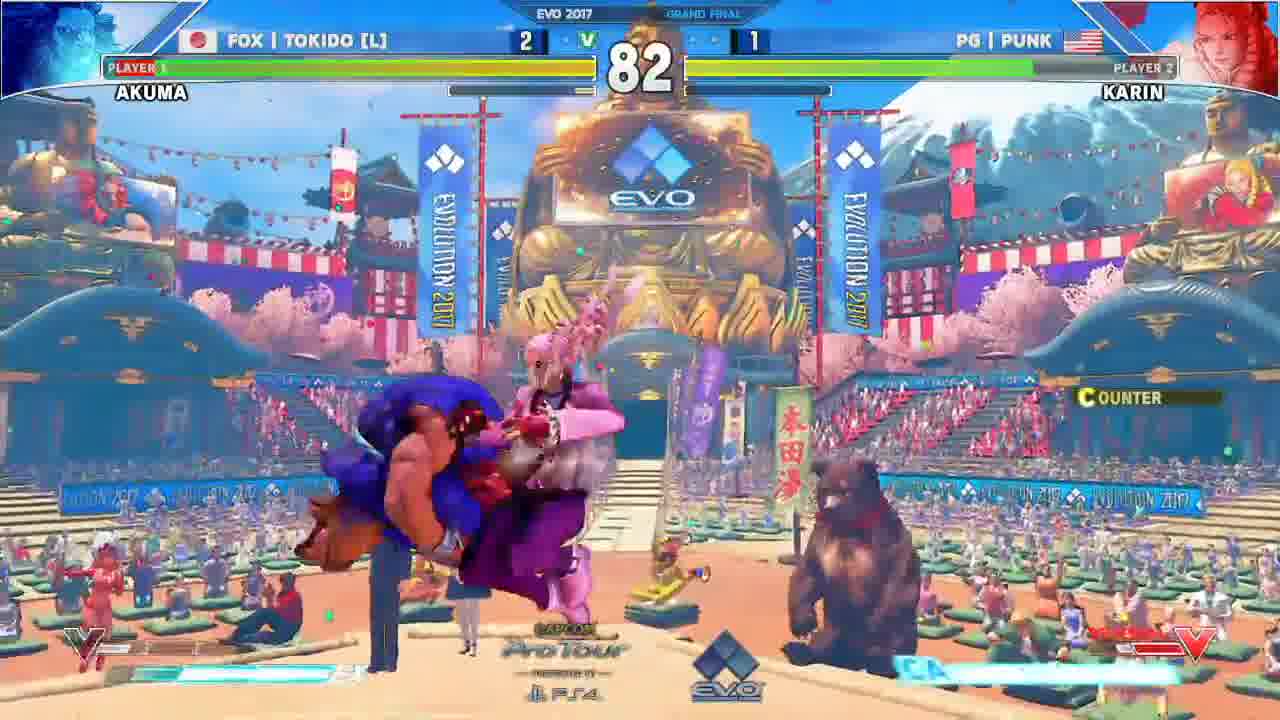 EVO 2017 GRAND FINAL
FOX | TOKIDO [L] 2 V 1 PG | PUNK
PLAYER 1 82 PLAYER 2
AKUMA KARIN
EVO
EVOLUTION 2017
EVOLUTION 2017
COUNTER
本田湯
CAPCOM
Pro Tour
PS4
EVO